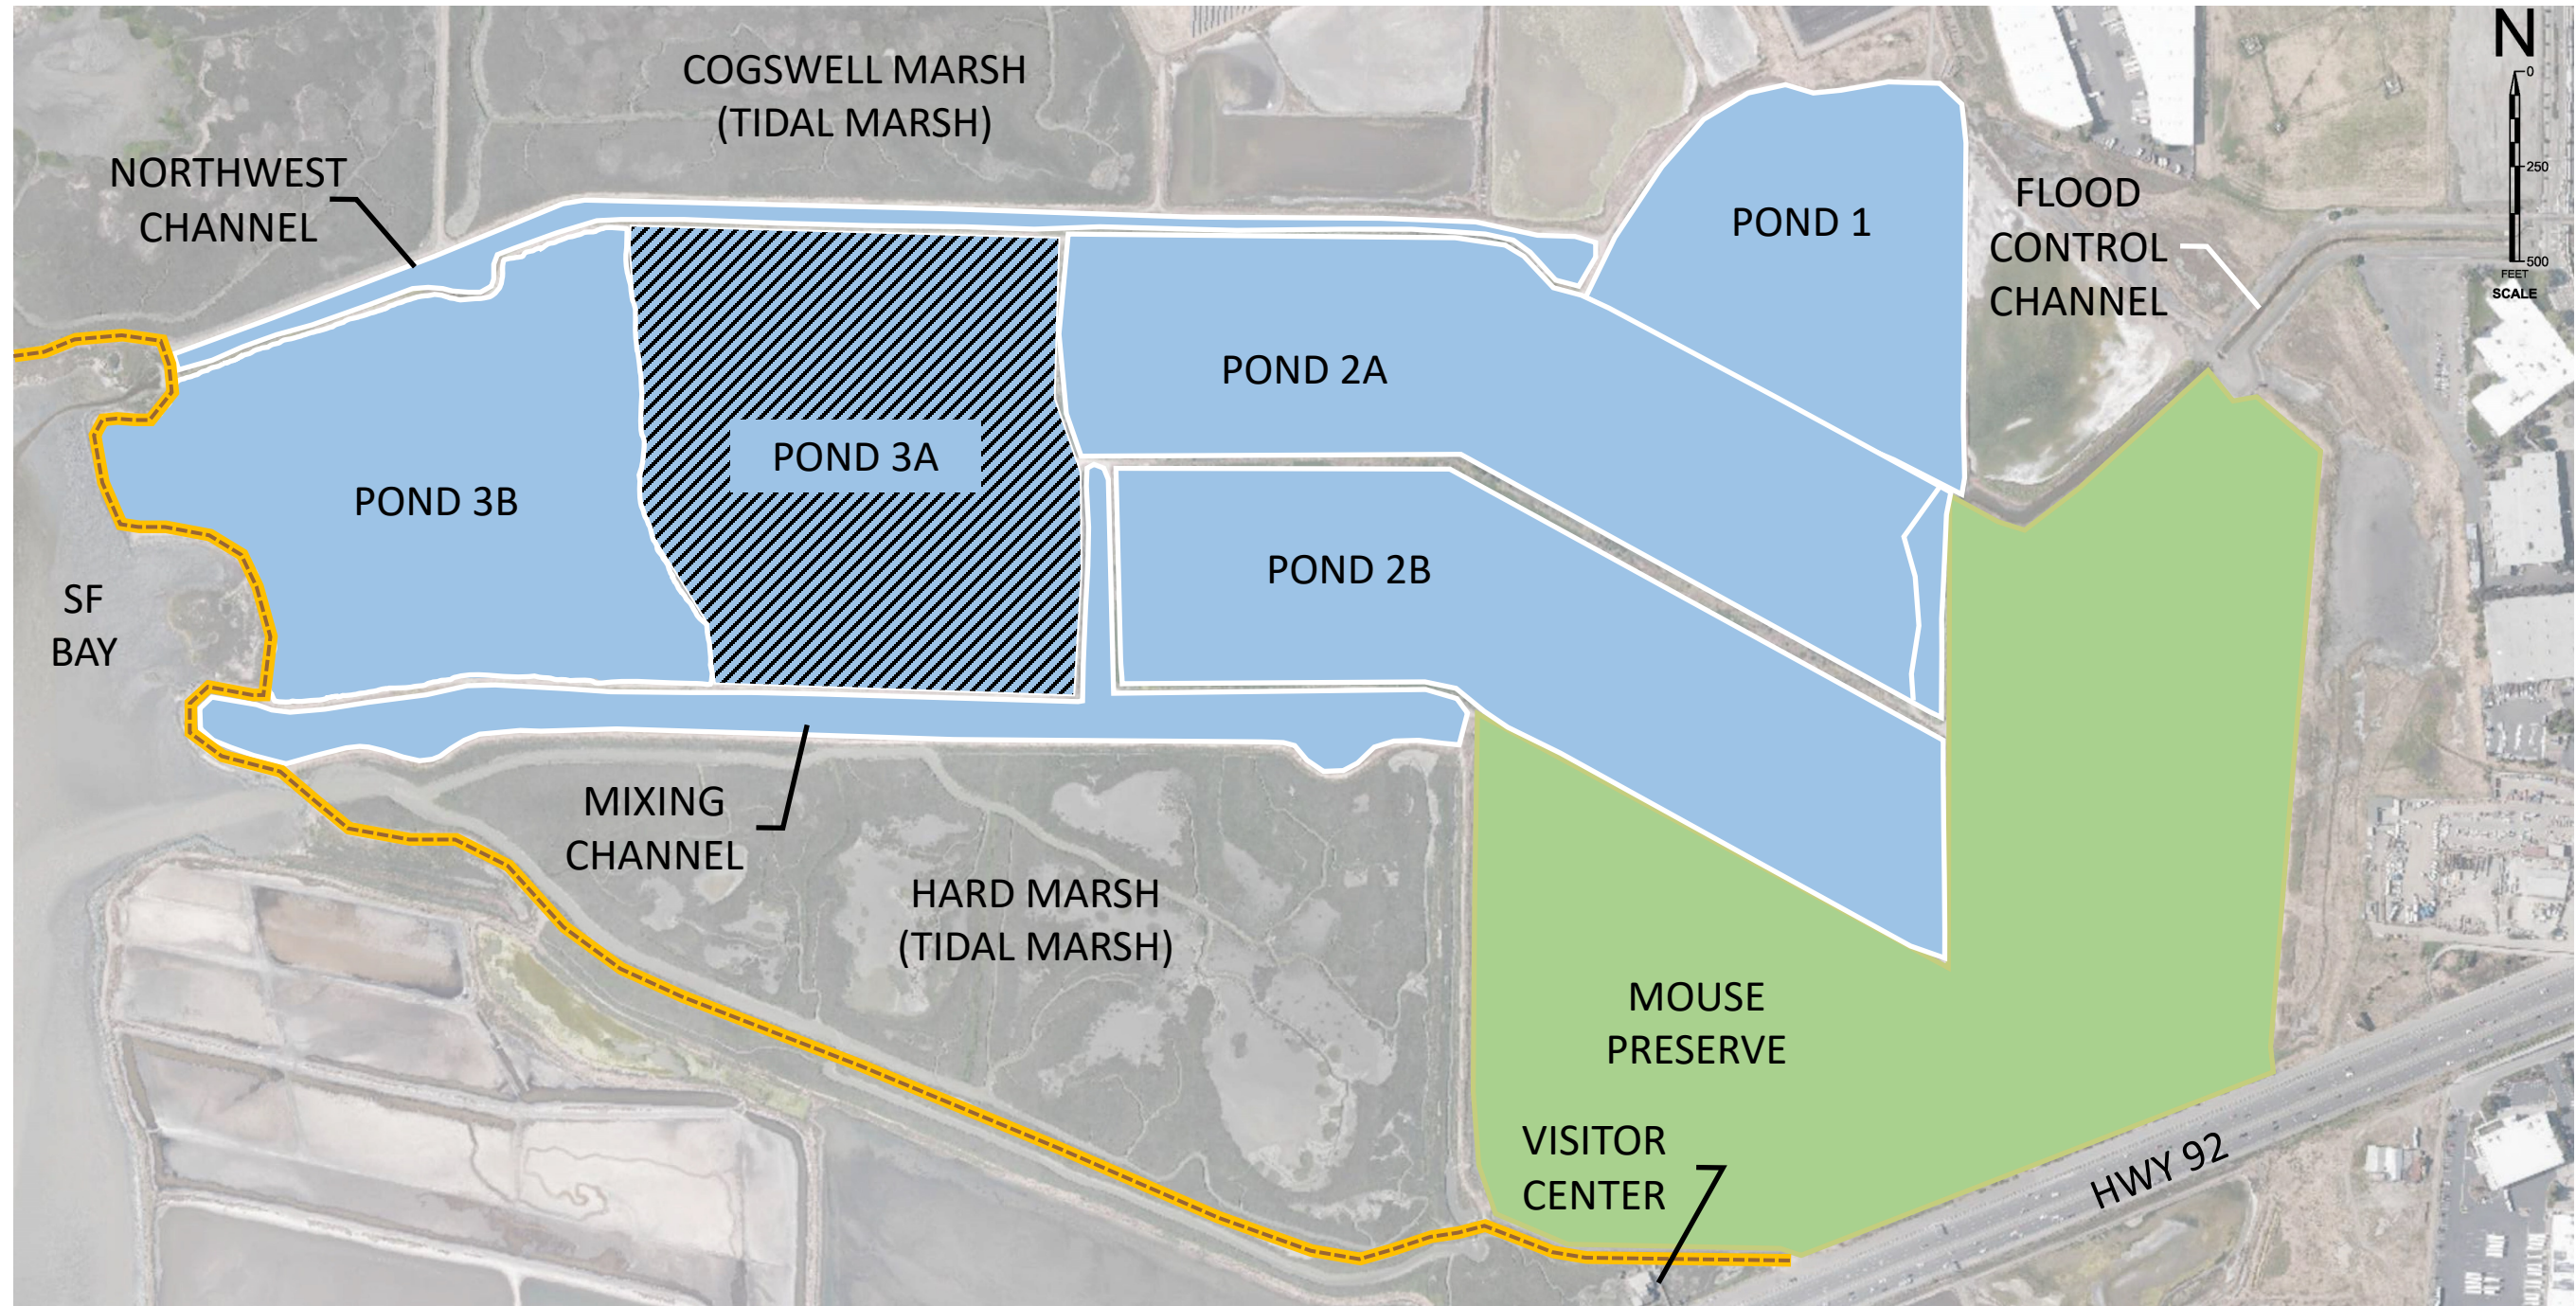 COGSWELL MARSH
(TIDAL MARSH)
N
0
250
500
FEET
SCALE
NORTHWEST
CHANNEL
POND 1
FLOOD
CONTROL
CHANNEL
POND 2A
POND 3A
POND 3B
POND 2B
SF
BAY
MIXING
CHANNEL
HARD MARSH
(TIDAL MARSH)
MOUSE
PRESERVE
VISITOR
CENTER
HWY 92